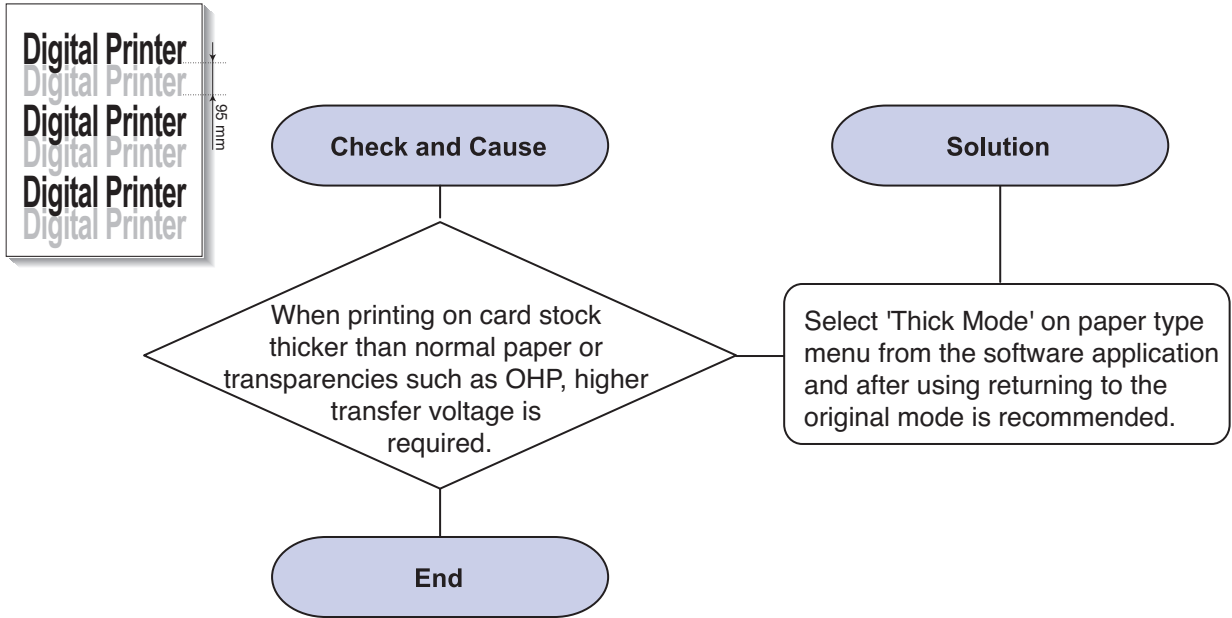 Digital Printer
Digital Printer
Digital Printer
Digital Printer
Digital Printer
Digital Printer
95 mm
Check and Cause
When printing on card stock
thicker than normal paper or
transparencies such as OHP, higher
transfer voltage is
required.
End
Solution
Select 'Thick Mode' on paper type
menu from the software application
and after using returning to the
original mode is recommended.